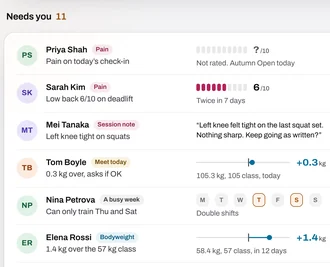 Needs you 11
PS Priya Shah Pain ? /10
Pain on today's check-in Not rated. Autumn Open today
SK Sarah Kim Pain 6 /10
Low back 6/10 on deadlift Twice in 7 days
MT Mei Tanaka Session note "Left knee felt tight on the last squat set.
Left knee tight on squats Nothing sharp. Keep going as written?"
TB Tom Boyle Meet today +0.3 kg
0.3 kg over, asks if OK 105.3 kg, 105 class, today
NP Nina Petrova A busy week M T W T F S S
Can only train Thu and Sat Double shifts
ER Elena Rossi Bodyweight +1.4 kg
1.4 kg over the 57 kg class 58.4 kg, 57 class, in 12 days